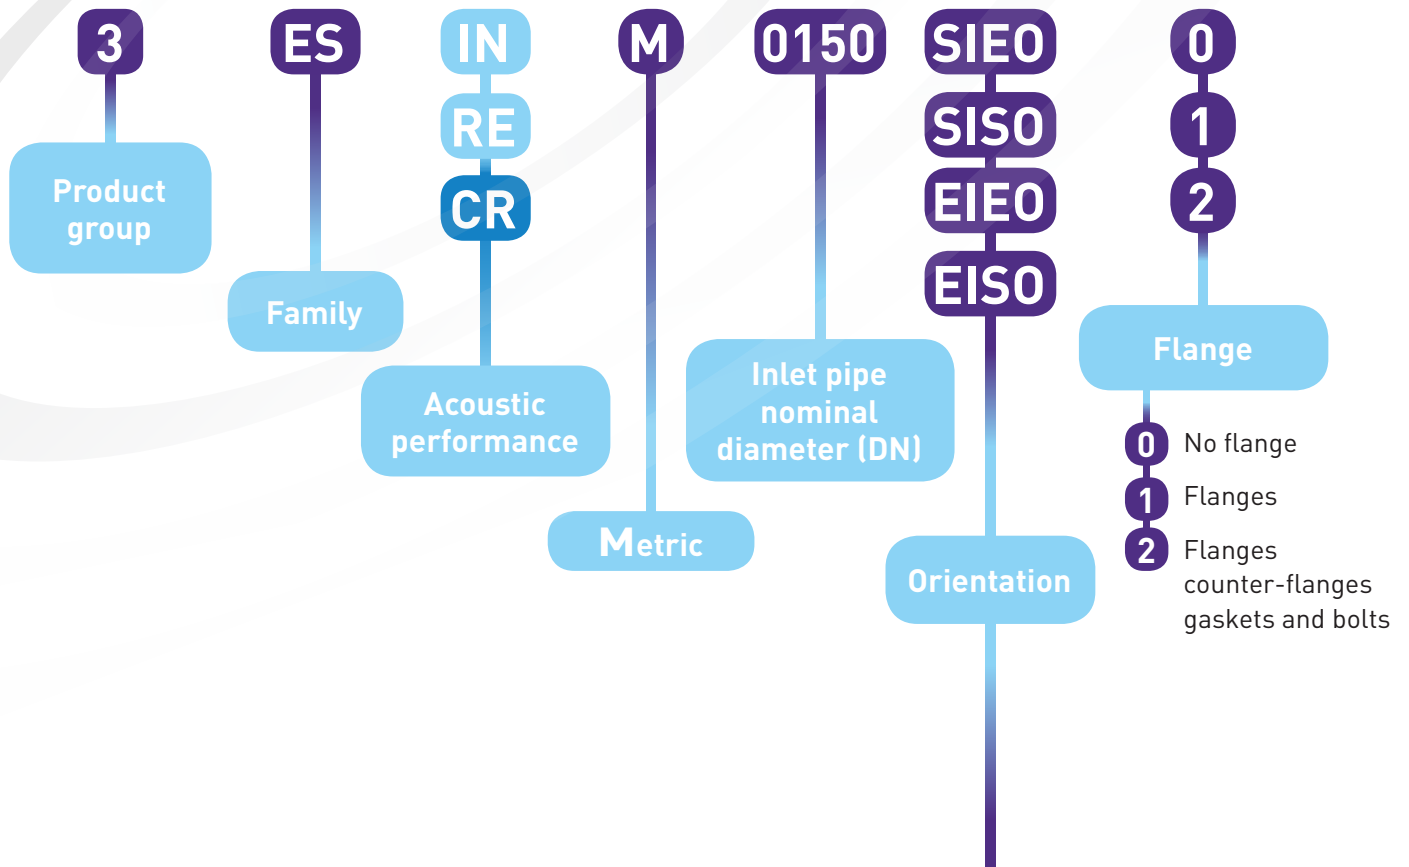 3 ES IN M 0150 SIEO 0
RE SISO 1
CR EIEO 2
EISO
Product
group
Family
Acoustic
performance
Metric
Inlet pipe
nominal
diameter (DN)
Orientation
Flange
0 No flange
1 Flanges
2 Flanges
counter-flanges
gaskets and bolts